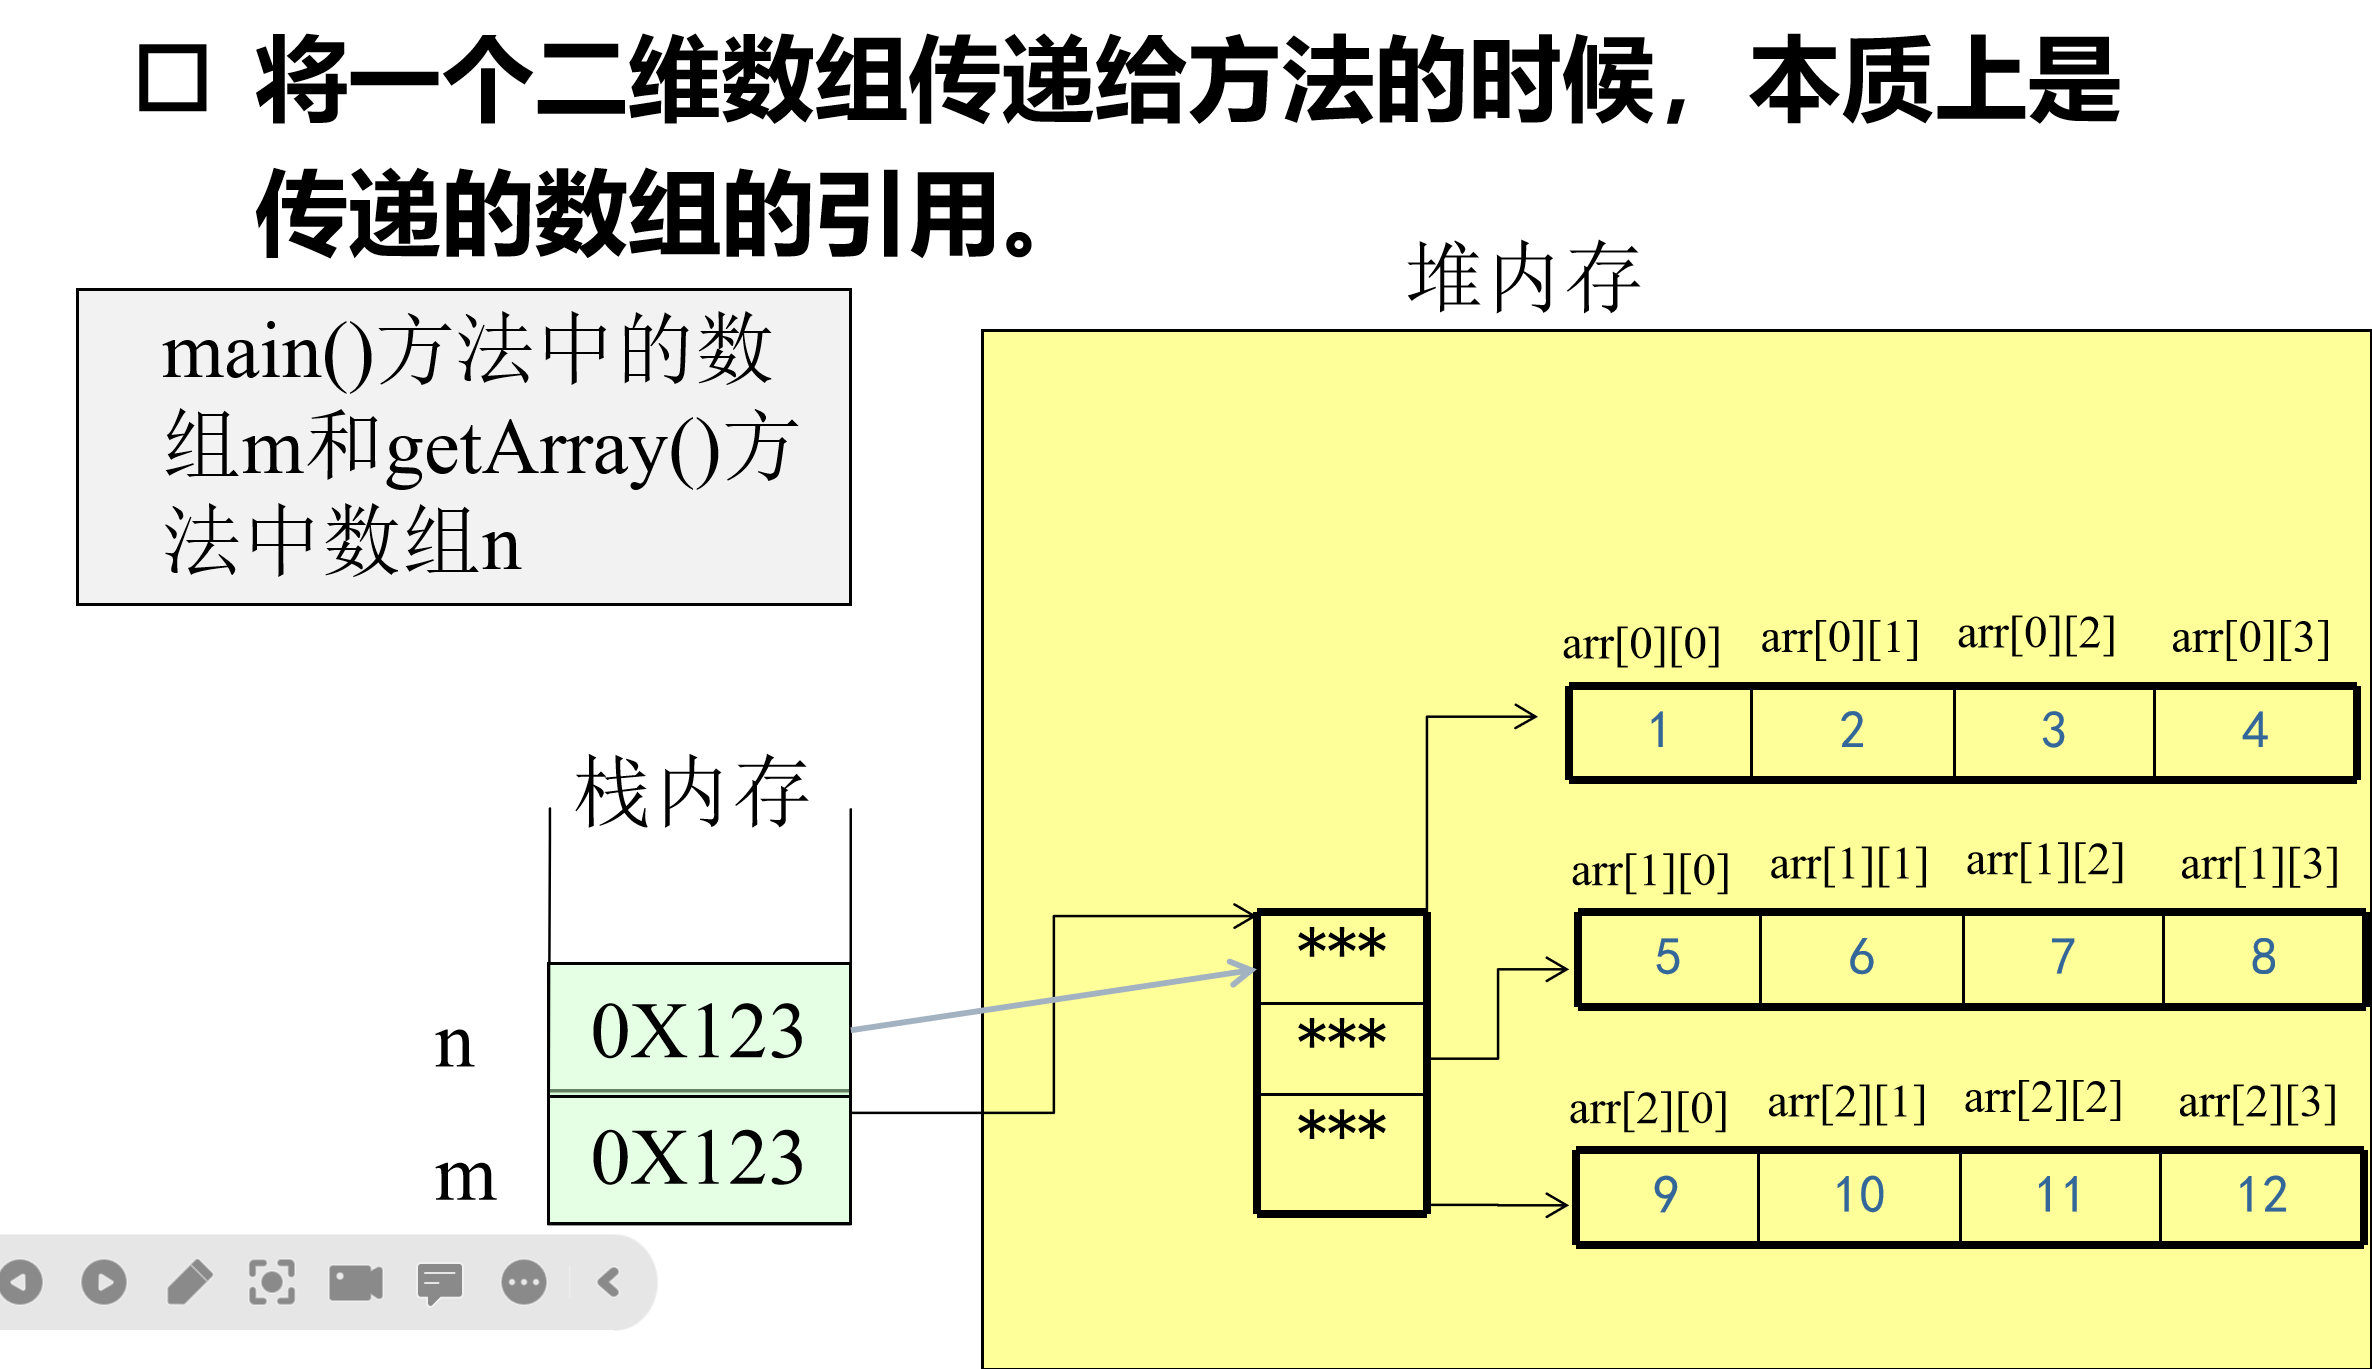 将一个二维数组传递给方法的时候，本质上是
传递的数组的引用。
堆内存
main()方法中的数
组m和getArray()方
法中数组n
arr[0][0] arr[0][1] arr[0][2] arr[0][3]
1 2 3 4
栈内存
arr[1][0] arr[1][1] arr[1][2] arr[1][3]
***
5 6 7 8
n 0X123
***
arr[2][0] arr[2][1] arr[2][2] arr[2][3]
***
m 0X123
9 10 11 12